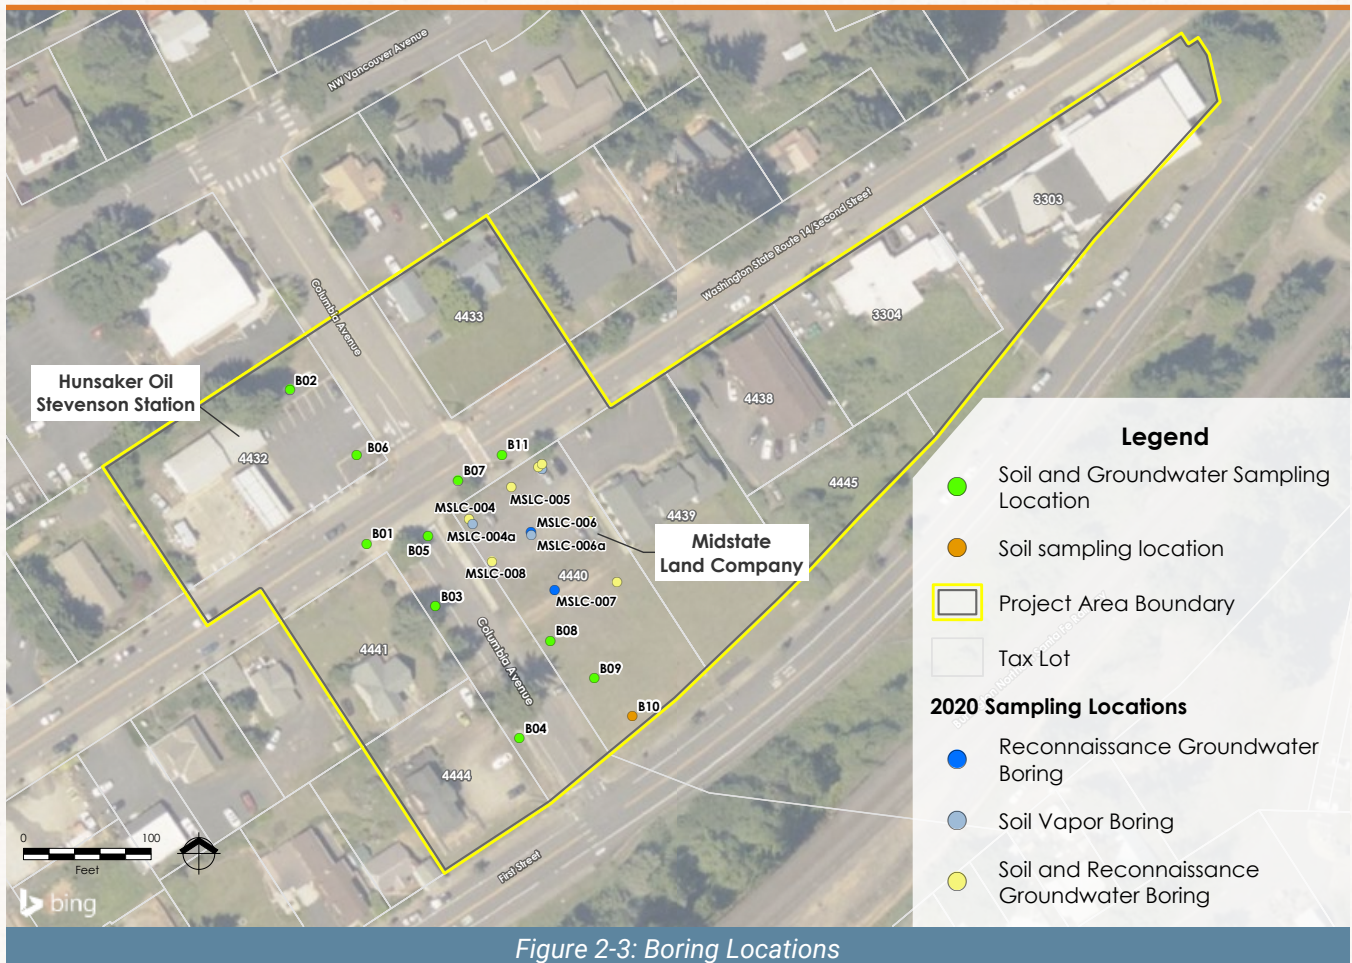 NW Vancouver Avenue
Washington State Route 14/Second Street
3303
3304
Columbia Avenue
4433
Hunsaker Oil
Stevenson Station
B02
4432
B06
B11
B07
4438
4445
MSLC-005
MSLC-004
MSLC-004a
MSLC-006
MSLC-006a
4439
Midstate
Land Company
B01
B05
MSLC-008
4440
MSLC-007
B03
B08
4441
Columbia Avenue
B09
B10
B04
4444
First Street
0
100
Feet
bing
Legend
Soil and Groundwater Sampling
Location
Soil sampling location
Project Area Boundary
Tax Lot
2020 Sampling Locations
Reconnaissance Groundwater
Boring
Soil Vapor Boring
Soil and Reconnaissance
Groundwater Boring
Figure 2-3: Boring Locations